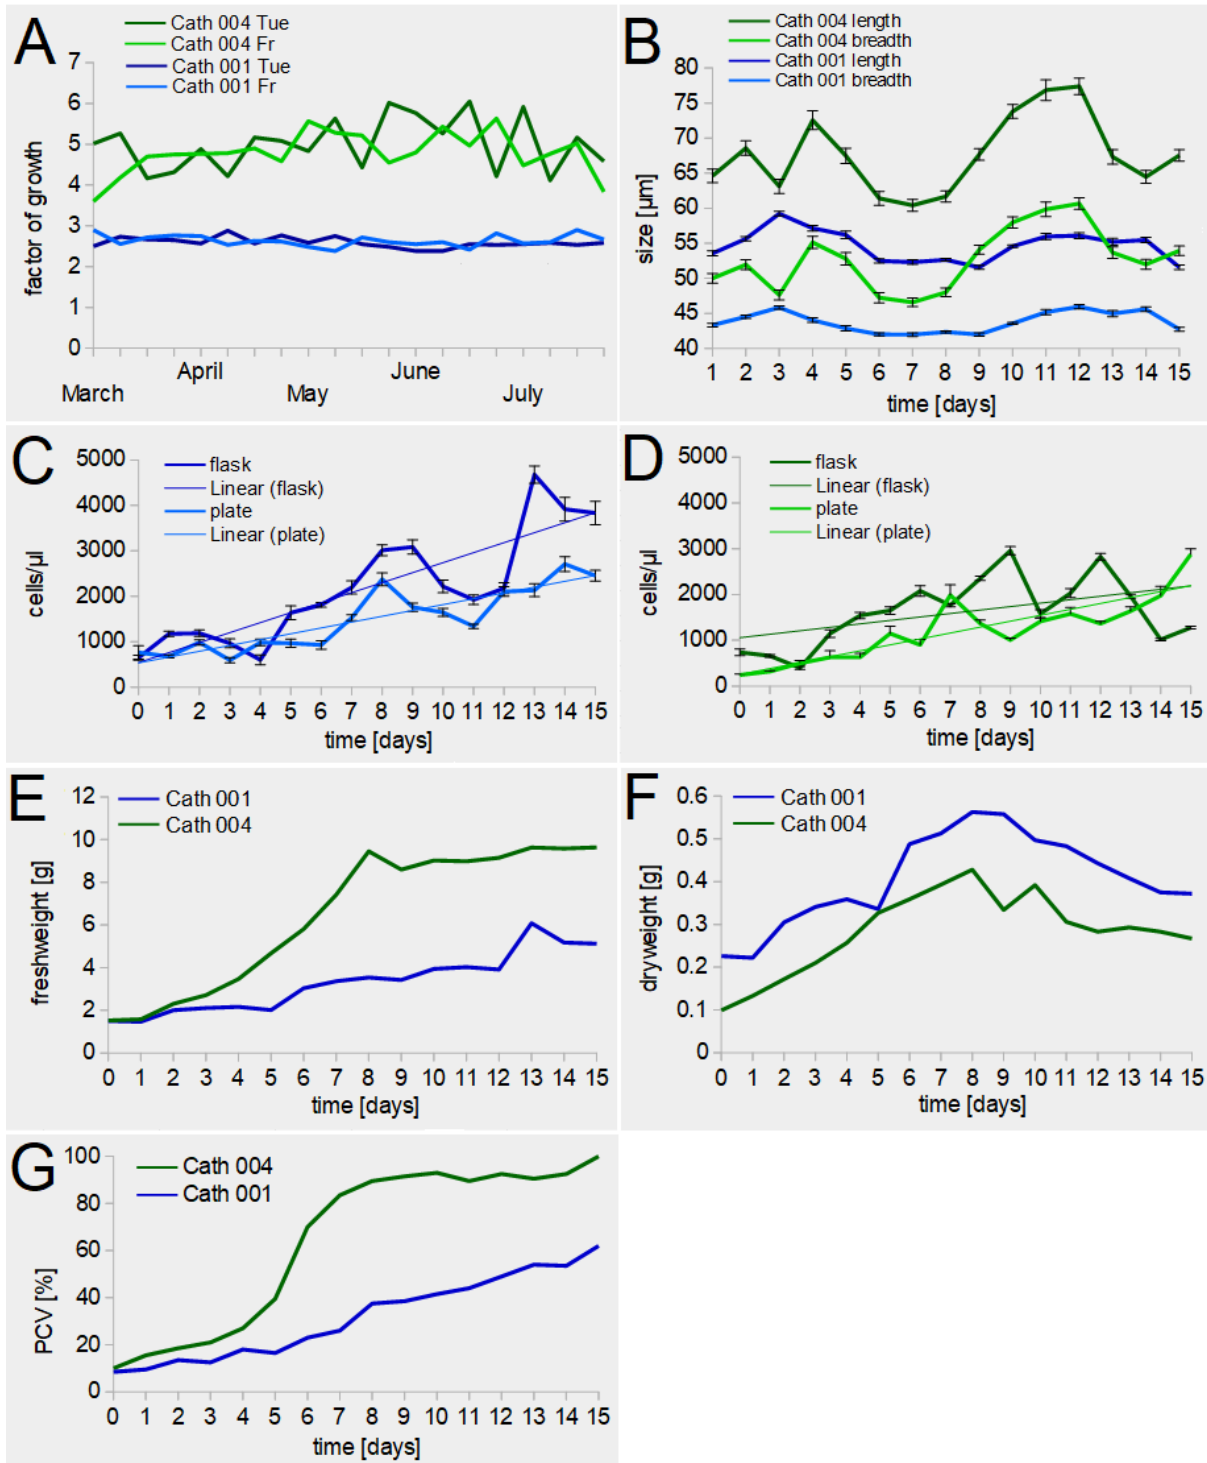 A
Cath 004 Tue
Cath 004 Fr
Cath 001 Tue
Cath 001 Fr
factor of growth
7
6
5
4
3
2
1
0
April June
March May July
B
Cath 004 length
Cath 004 breadth
Cath 001 length
Cath 001 breadth
size [µm]
80
75
70
65
60
55
50
45
40
1 2 3 4 5 6 7 8 9 10 11 12 13 14 15
time [days]
C
flask
Linear (flask)
plate
Linear (plate)
cells/µl
5000
4000
3000
2000
1000
0
0 1 2 3 4 5 6 7 8 9 10 11 12 13 14 15
time [days]
D
flask
Linear (flask)
plate
Linear (plate)
cells/µl
5000
4000
3000
2000
1000
0
0 1 2 3 4 5 6 7 8 9 10 11 12 13 14 15
time [days]
E
Cath 001
Cath 004
freshweight [g]
12
10
8
6
4
2
0
0 1 2 3 4 5 6 7 8 9 10 11 12 13 14 15
time [days]
F
Cath 001
Cath 004
dryweight [g]
0.6
0.5
0.4
0.3
0.2
0.1
0
0 1 2 3 4 5 6 7 8 9 10 11 12 13 14 15
time [days]
G
Cath 004
Cath 001
PCV [%]
100
80
60
40
20
0
0 1 2 3 4 5 6 7 8 9 10 11 12 13 14 15
time [days]